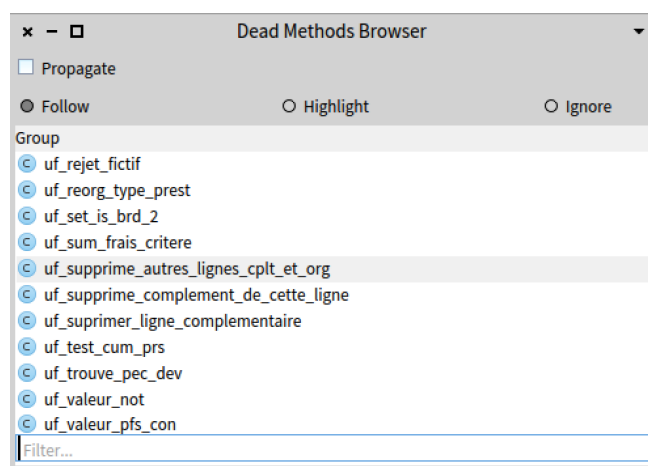 Dead Methods Browser
Propagate
Follow Highlight Ignore
Group
C uf_rejet_fictif
C uf_reorg_type_prest
C uf_set_is_brd_2
C uf_sum_frais_critere
C uf_supprime_autres_lignes_cplt_et_org
C uf_supprime_complement_de_cette_ligne
C uf_suprimer_ligne_complementaire
C uf_test_cum_prs
C uf_trouve_pec_dev
C uf_valeur_not
C uf_valeur_pfs_con
Filter...